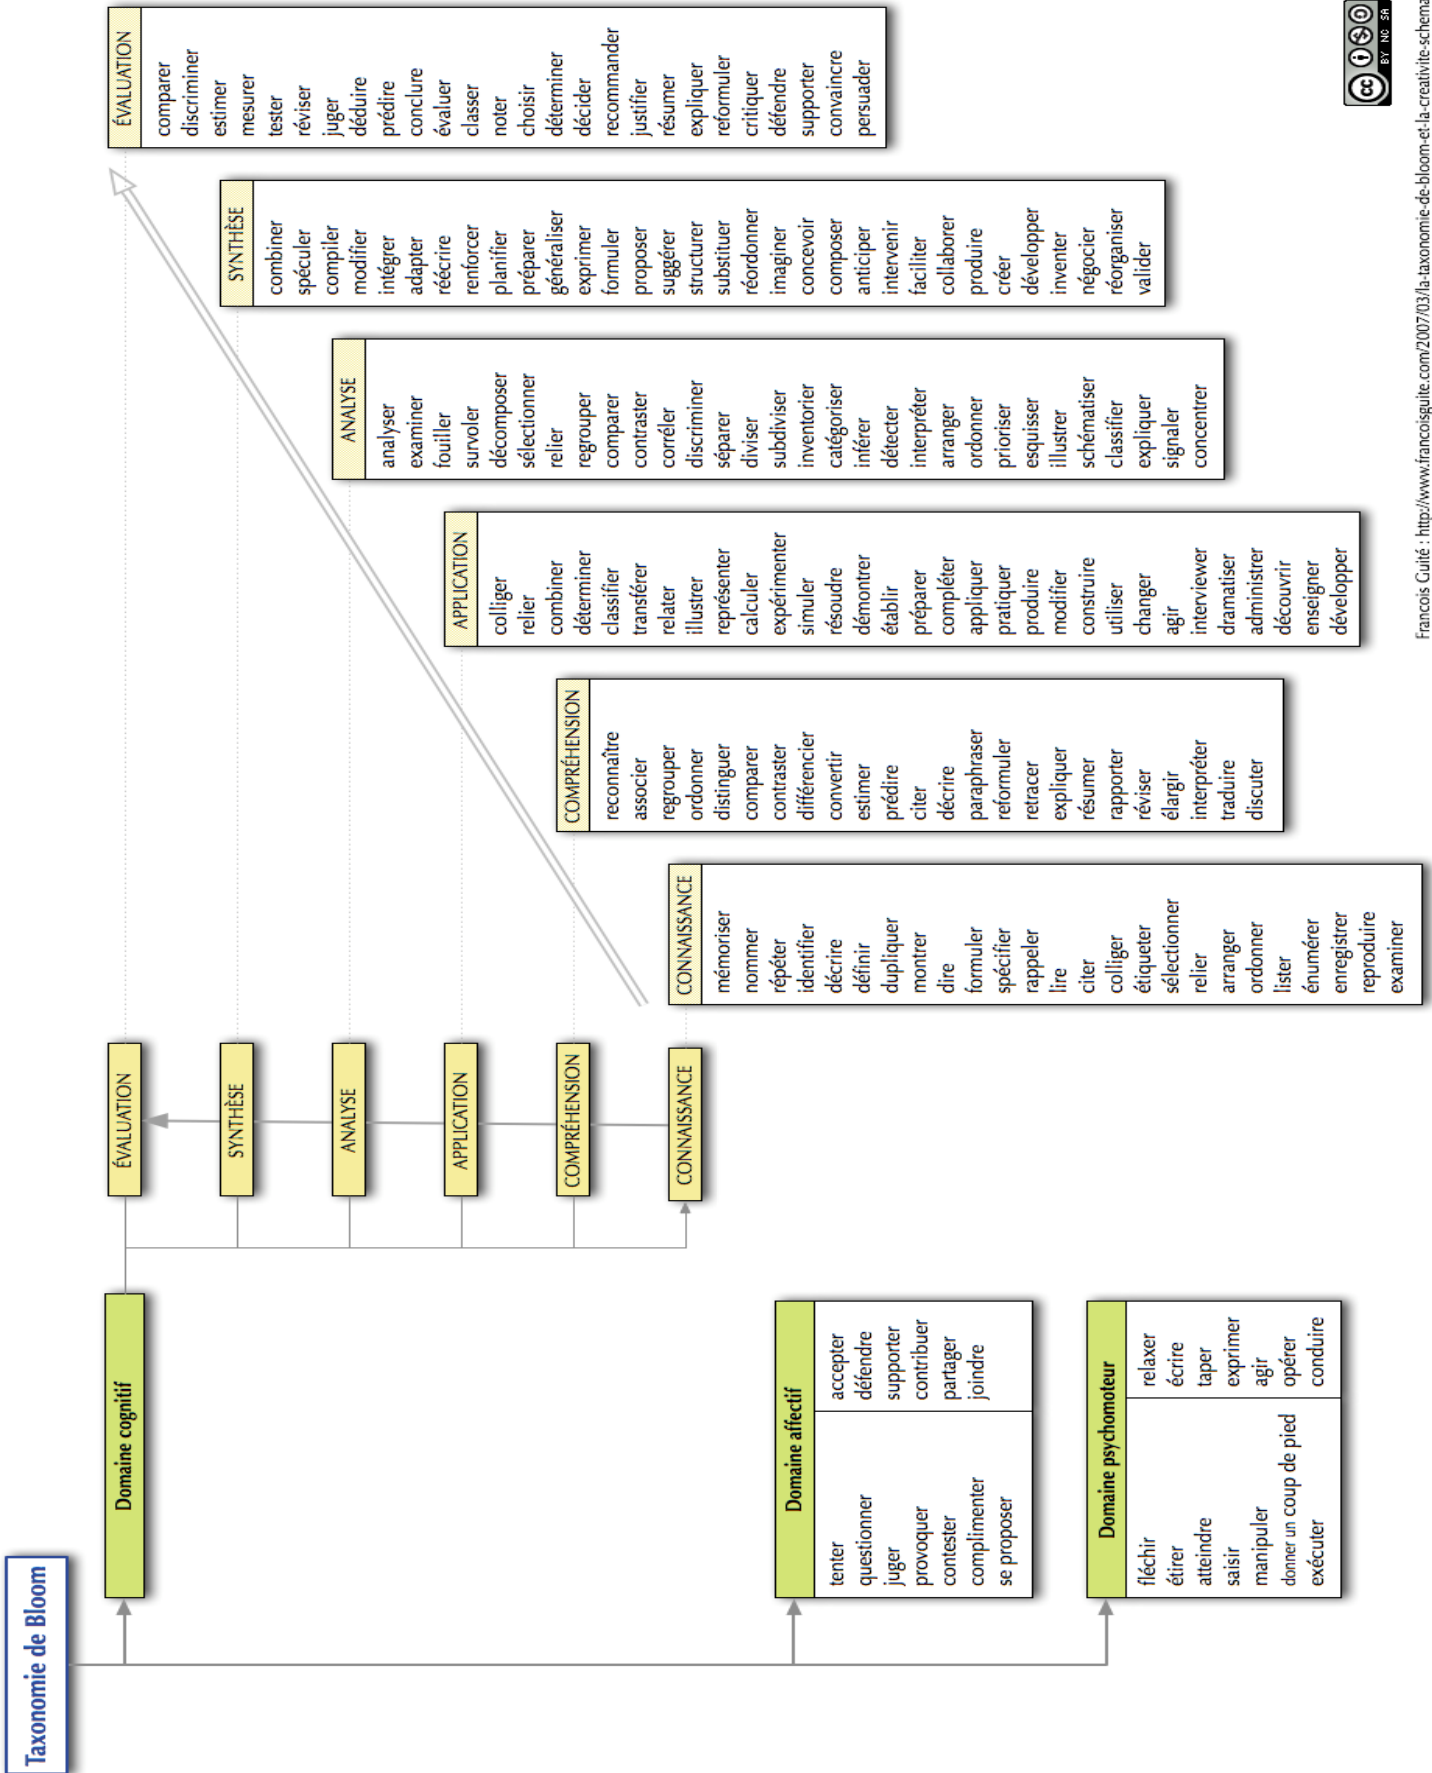 Taxonomie de Bloom
Domaine cognitif
ÉVALUATION
SYNTHÈSE
ANALYSE
APPLICATION
COMPRÉHENSION
CONNAISSANCE
Domaine affectif
tenter
questionner
juger
provoquer
contester
complimenter
se proposer
accepter
défendre
supporter
contribuer
partager
joindre
Domaine psychomoteur
fléchir
étirer
atteindre
saisir
manipuler
donner un coup de pied
exécuter
relaxer
écrire
taper
exprimer
agir
opérer
conduire
CONNAISSANCE
mémoriser
nommer
répéter
identifier
décrire
définir
dupliquer
montrer
dire
formuler
spécifier
rappeler
lire
citer
colliger
étiqueter
sélectionner
relier
arranger
ordonner
lister
énumérer
enregistrer
reproduire
examiner
COMPRÉHENSION
reconnaître
associer
regrouper
ordonner
distinguer
comparer
contraster
différencier
convertir
estimer
prédire
citer
décrire
paraphraser
reformuler
retracer
expliquer
résumer
rapporter
réviser
élargir
interpréter
traduire
discuter
APPLICATION
colliger
relier
combiner
déterminer
classifier
transférer
relater
illustrer
représenter
calculer
expérimenter
simuler
résoudre
démontrer
établir
préparer
compléter
appliquer
pratiquer
produire
modifier
construire
utiliser
changer
agir
interviewer
dramatiser
administrer
découvrir
enseigner
développer
ANALYSE
analyser
examiner
fouiller
survoler
décomposer
sélectionner
relier
regrouper
comparer
contraster
corréler
discriminer
séparer
diviser
subdiviser
inventorier
catégoriser
inférer
détecter
interpréter
arranger
ordonner
prioriser
esquisser
illustrer
schématiser
classifier
expliquer
signaler
concentrer
SYNTHÈSE
combiner
spéculer
compiler
modifier
intégrer
adapter
réécrire
renforcer
planifier
préparer
généraliser
exprimer
formuler
proposer
suggérer
structurer
substituer
réordonner
imaginer
concevoir
composer
anticiper
intervenir
faciliter
collaborer
produire
créer
développer
inventer
négocier
réorganiser
valider
ÉVALUATION
comparer
discriminer
estimer
mesurer
tester
réviser
juger
déduire
prédire
conclure
évaluer
classer
noter
choisir
déterminer
décider
recommander
justifier
résumer
expliquer
reformuler
critiquer
défendre
supporter
convaincre
persuader
cc BY NC SA
Francois Guité : http://www.francoisguite.com/2007/03/la-taxonomie-de-bloom-et-la-creativite-schema